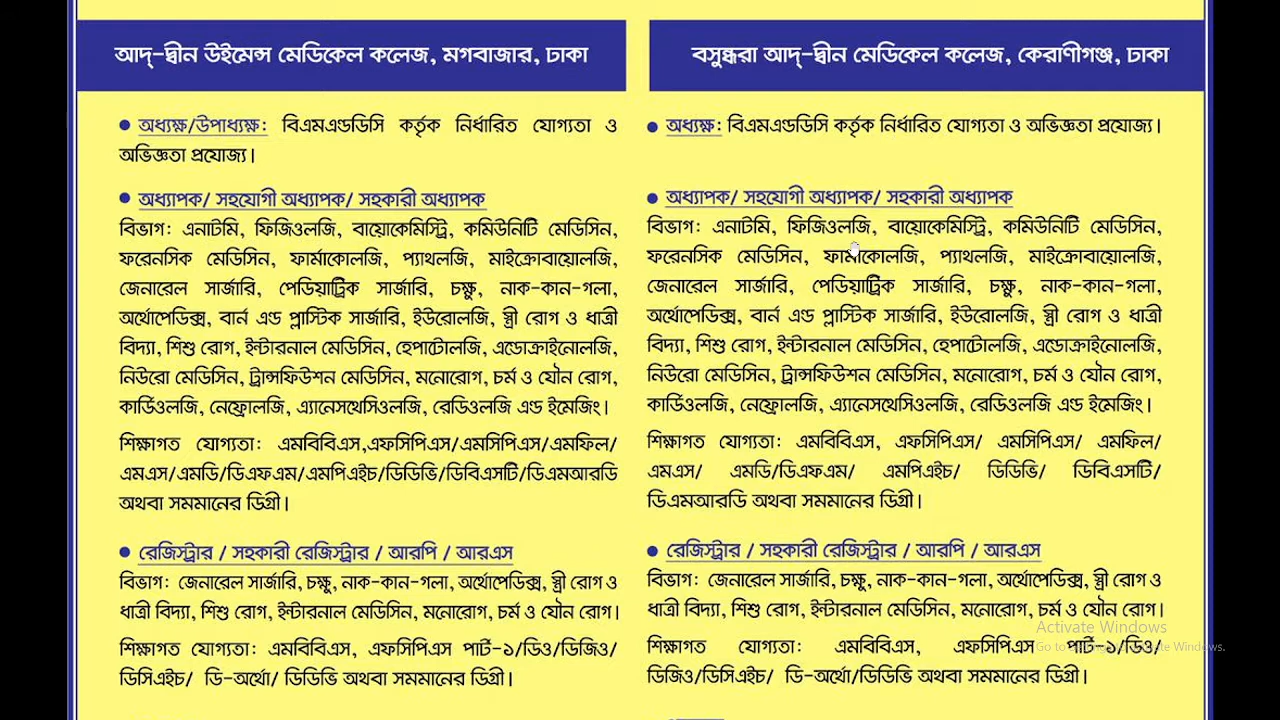 আদ্-দ্বীন উইমেন্স মেডিকেল কলেজ, মগবাজার, ঢাকা
● অধ্যক্ষ/উপাধ্যক্ষ: বিএমএণ্ডডিসি কর্তৃক নির্ধারিত যোগ্যতা ও
অভিজ্ঞতা প্রযোজ্য।
● অধ্যাপক/ সহযোগী অধ্যাপক/ সহকারী অধ্যাপক
বিভাগ: এনাটমি, ফিজিওলজি, বায়োকেমিস্ট্রি, কমিউনিটি মেডিসিন,
ফরেনসিক মেডিসিন, ফার্মাকোলজি, প্যাথলজি, মাইক্রোবায়োলজি,
জেনারেল সার্জারি, পেডিয়াট্রিক সার্জারি, চক্ষু, নাক-কান-গলা,
অর্থোপেডিক্স, বার্ন এন্ড প্লাস্টিক সার্জারি, ইউরোলজি, স্ত্রী রোগ ও ধাত্রী
বিদ্যা, শিশু রোগ, ইন্টারনাল মেডিসিন, হেপাটোলজি, এন্ডোক্রাইনোলজি,
নিউরো মেডিসিন, ট্রান্সফিউশন মেডিসিন, মনোরোগ, চর্ম ও যৌন রোগ,
কার্ডিওলজি, নেফ্রোলজি, এ্যানেসথেসিওলজি, রেডিওলজি এন্ড ইমেজিং।
শিক্ষাগত যোগ্যতা: এমবিবিএস,এফসিপিএস/এমসিপিএস/এমফিল/
এমএস/এমডি/ডিএফএম/এমপিএইচ/ডিডিভি/ডিবিএসটি/ডিএমআরডি
অথবা সমমানের ডিগ্রী।
● রেজিস্ট্রার / সহকারী রেজিস্ট্রার / আরপি / আরএস
বিভাগ: জেনারেল সার্জারি, চক্ষু, নাক-কান-গলা, অর্থোপেডিক্স, স্ত্রী রোগ ও
ধাত্রী বিদ্যা, শিশু রোগ, ইন্টারনাল মেডিসিন, মনোরোগ, চর্ম ও যৌন রোগ।
শিক্ষাগত যোগ্যতা: এমবিবিএস, এফসিপিএস পার্ট-১/ডিও/ডিজিও/
ডিসিএইচ/ ডি-অর্থো/ ডিডিভি অথবা সমমানের ডিগ্রী।
বসুন্ধরা আদ্-দ্বীন মেডিকেল কলেজ, কেরাণীগঞ্জ, ঢাকা
● অধ্যক্ষ: বিএমএণ্ডডিসি কর্তৃক নির্ধারিত যোগ্যতা ও অভিজ্ঞতা প্রযোজ্য।
● অধ্যাপক/ সহযোগী অধ্যাপক/ সহকারী অধ্যাপক
বিভাগ: এনাটমি, ফিজিওলজি, বায়োকেমিস্ট্রি, কমিউনিটি মেডিসিন,
ফরেনসিক মেডিসিন, ফার্মাকোলজি, প্যাথলজি, মাইক্রোবায়োলজি,
জেনারেল সার্জারি, পেডিয়াট্রিক সার্জারি, চক্ষু, নাক-কান-গলা,
অর্থোপেডিক্স, বার্ন এন্ড প্লাস্টিক সার্জারি, ইউরোলজি, স্ত্রী রোগ ও ধাত্রী
বিদ্যা, শিশু রোগ, ইন্টারনাল মেডিসিন, হেপাটোলজি, এন্ডোক্রাইনোলজি,
নিউরো মেডিসিন, ট্রান্সফিউশন মেডিসিন, মনোরোগ, চর্ম ও যৌন রোগ,
কার্ডিওলজি, নেফ্রোলজি, এ্যানেসথেসিওলজি, রেডিওলজি এন্ড ইমেজিং।
শিক্ষাগত যোগ্যতা: এমবিবিএস, এফসিপিএস/ এমসিপিএস/ এমফিল/
এমএস/ এমডি/ডিএফএম/ এমপিএইচ/ ডিডিভি/ ডিবিএসটি/
ডিএমআরডি অথবা সমমানের ডিগ্রী।
● রেজিস্ট্রার / সহকারী রেজিস্ট্রার / আরপি / আরএস
বিভাগ: জেনারেল সার্জারি, চক্ষু, নাক-কান-গলা, অর্থোপেডিক্স, স্ত্রী রোগ ও
ধাত্রী বিদ্যা, শিশু রোগ, ইন্টারনাল মেডিসিন, মনোরোগ, চর্ম ও যৌন রোগ।
শিক্ষাগত যোগ্যতা: এমবিবিএস, এফসিপিএস পার্ট-১/ডিও/
ডিজিও/ডিসিএইচ/ ডি-অর্থো/ডিডিভি অথবা সমমানের ডিগ্রী।
Activate Windows
Go to Settings to activate Windows.